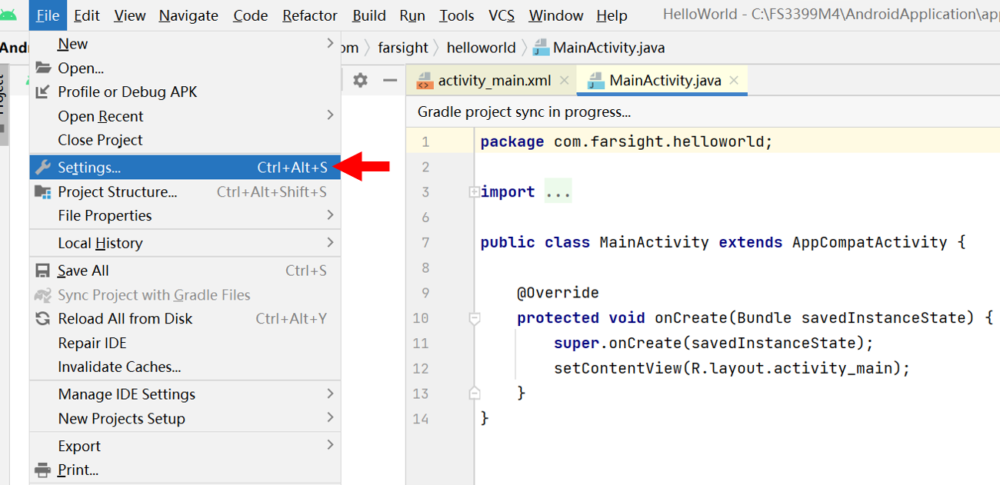 File Edit View Navigate Code Refactor Build Run Tools VCS Window Help HelloWorld - C:\FS3399M4\AndroidApplication\app
Andr
om farsight helloworld MainActivity.java
New
Open...
Profile or Debug APK
Open Recent
Close Project
Settings... Ctrl+Alt+S
Project Structure... Ctrl+Alt+Shift+S
File Properties
Local History
Save All Ctrl+S
Sync Project with Gradle Files
Reload All from Disk Ctrl+Alt+Y
Repair IDE
Invalidate Caches...
Manage IDE Settings
New Projects Setup
Export
Print...
Project
activity_main.xml MainActivity.java
Gradle project sync in progress...
1 package com.farsight.helloworld;
2
3 import ...
6
7 public class MainActivity extends AppCompatActivity {
8
9 @Override
10 protected void onCreate(Bundle savedInstanceState) {
11 super.onCreate(savedInstanceState);
12 setContentView(R.layout.activity_main);
13 }
14 }